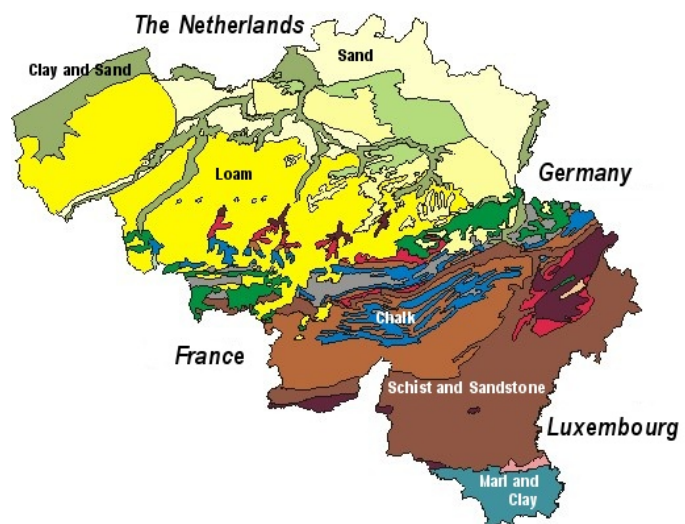 The Netherlands
Sand
Clay and Sand
Loam
Germany
Chalk
France
Schist and Sandstone
Luxembourg
Marl and
Clay